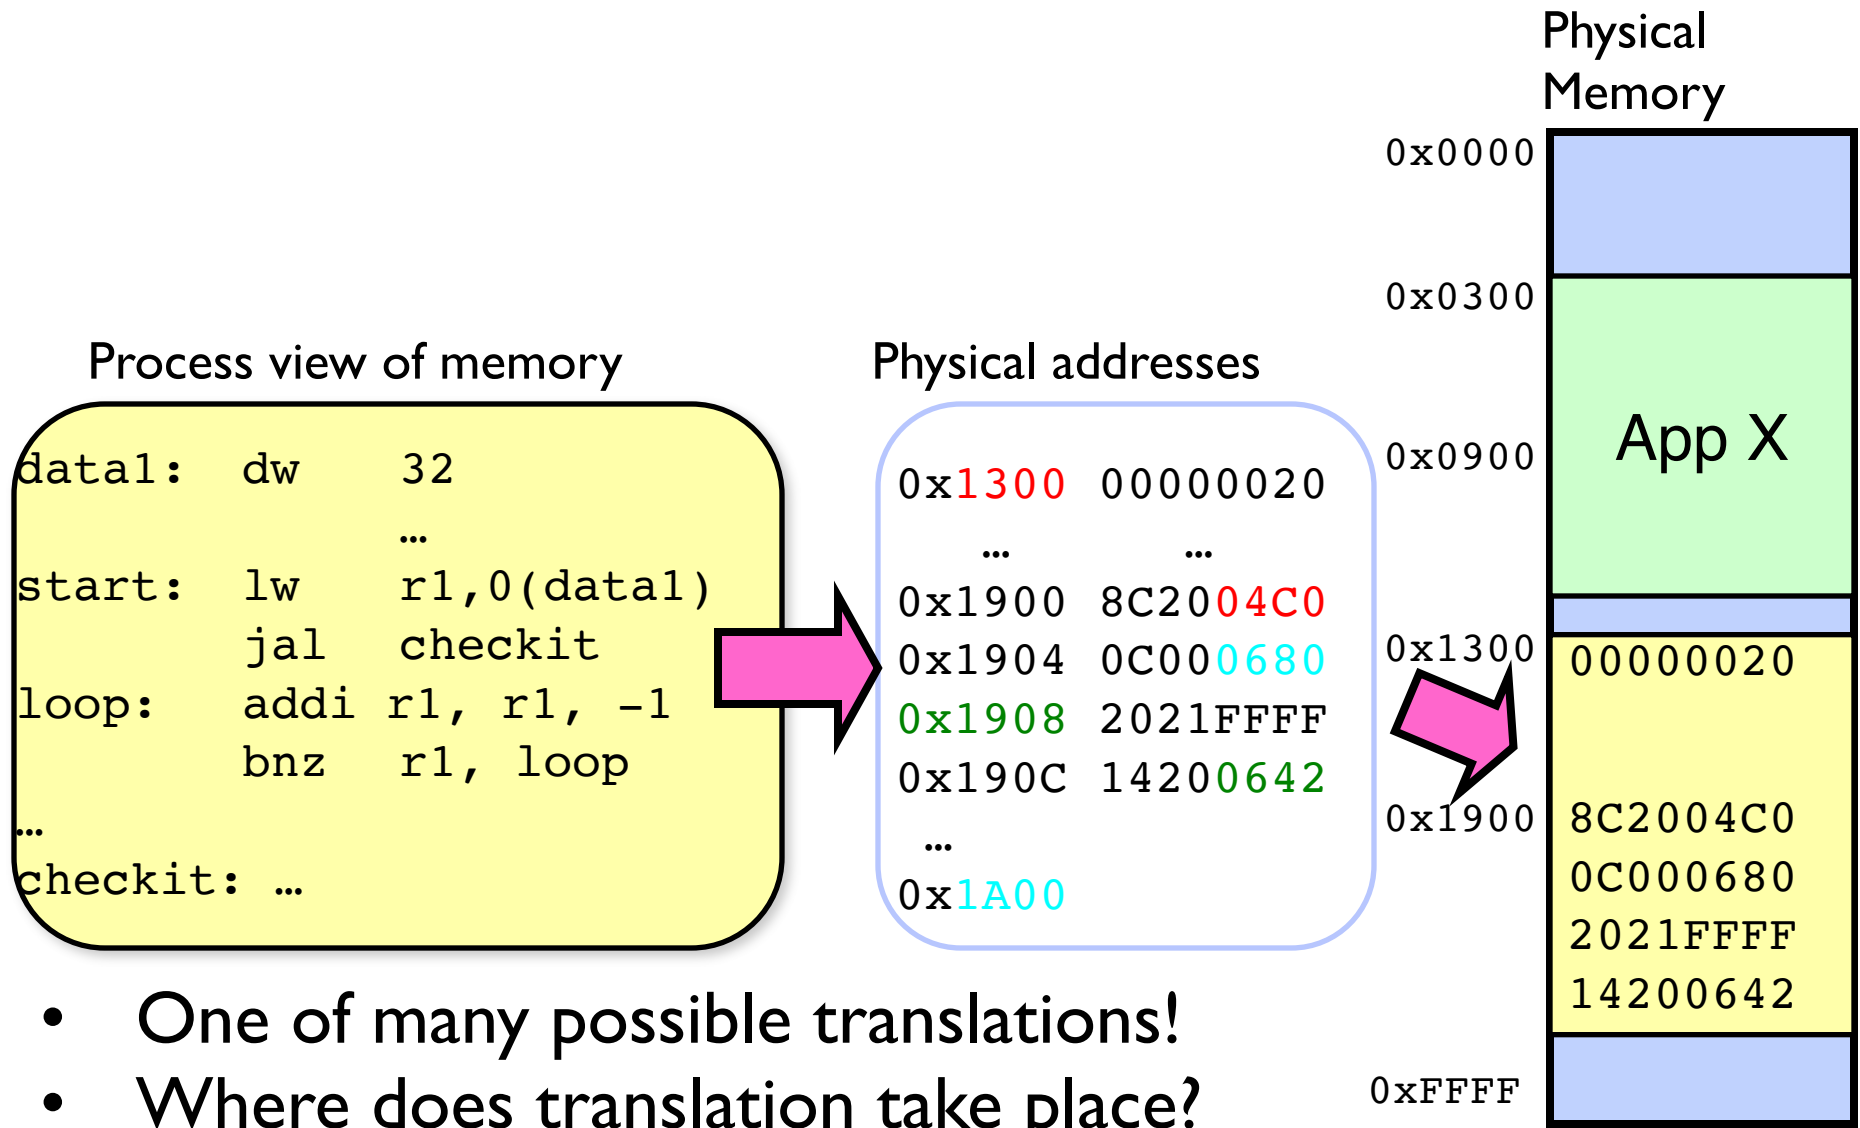 Physical
Memory
0x0000
0x0300
0x0900
App X
0x1300
00000020
0x1900
8C2004C0
0C000680
2021FFFF
14200642
0xFFFF
Process view of memory
data1: dw 32
…
start: lw r1,0(data1)
jal checkit
loop: addi r1, r1, -1
bnz r1, loop
…
checkit: …
Physical addresses
0x1300 00000020
… …
0x1900 8C2004C0
0x1904 0C000680
0x1908 2021FFFF
0x190C 14200642
…
0x1A00
• One of many possible translations!
• Where does translation take place?